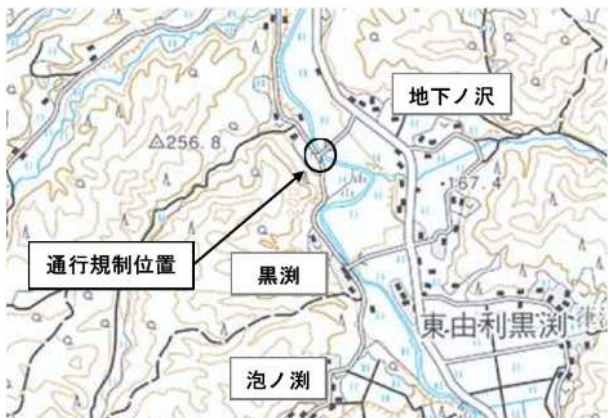 地下ノ沢
△256.8
・167.4
通行規制位置
黒渕
東由利黒渕
泡ノ渕